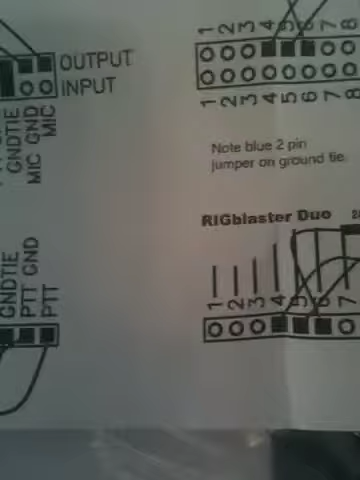 1 2 3 4 5 6 7 8
OUTPUT
INPUT
GNDTIE
MIC GND
MIC
1 2 3 4 5 6 7 8
Note blue 2 pin
jumper on ground tie.
RIGblaster Duo
GNDTIE
PTT GND
PTT
1 2 3 4 5 6 7